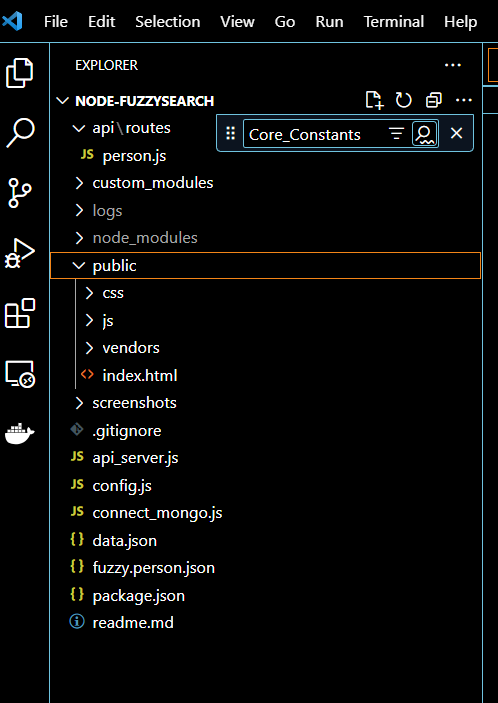 File Edit Selection View Go Run Terminal Help
EXPLORER
NODE-FUZZYSEARCH
api\routes
Core_Constants
JS person.js
custom_modules
logs
node_modules
public
css
js
vendors
<> index.html
screenshots
.gitignore
JS api_server.js
JS config.js
JS connect_mongo.js
{} data.json
{} fuzzy.person.json
{} package.json
readme.md